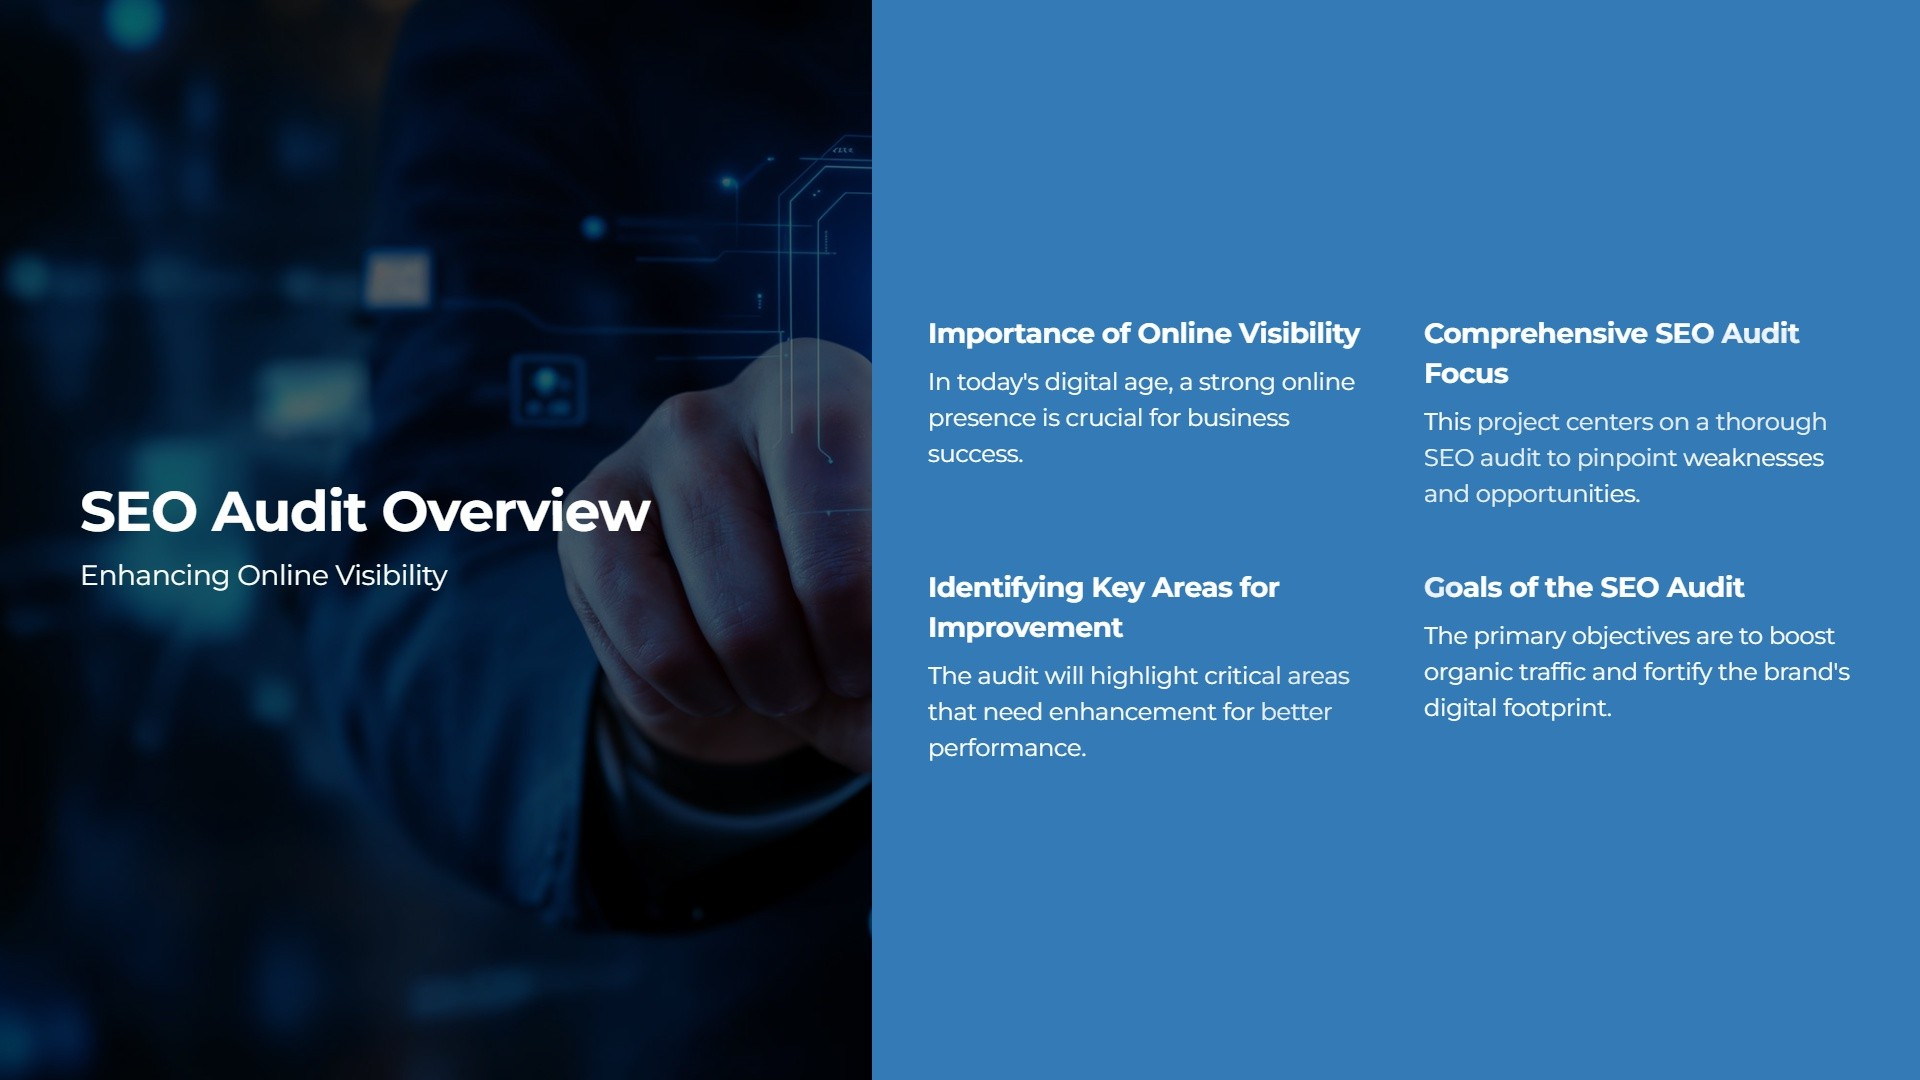 SEO Audit Overview
Enhancing Online Visibility
Importance of Online Visibility
In today's digital age, a strong online
presence is crucial for business
success.
Comprehensive SEO Audit
Focus
This project centers on a thorough
SEO audit to pinpoint weaknesses
and opportunities.
Identifying Key Areas for
Improvement
The audit will highlight critical areas
that need enhancement for better
performance.
Goals of the SEO Audit
The primary objectives are to boost
organic traffic and fortify the brand's
digital footprint.